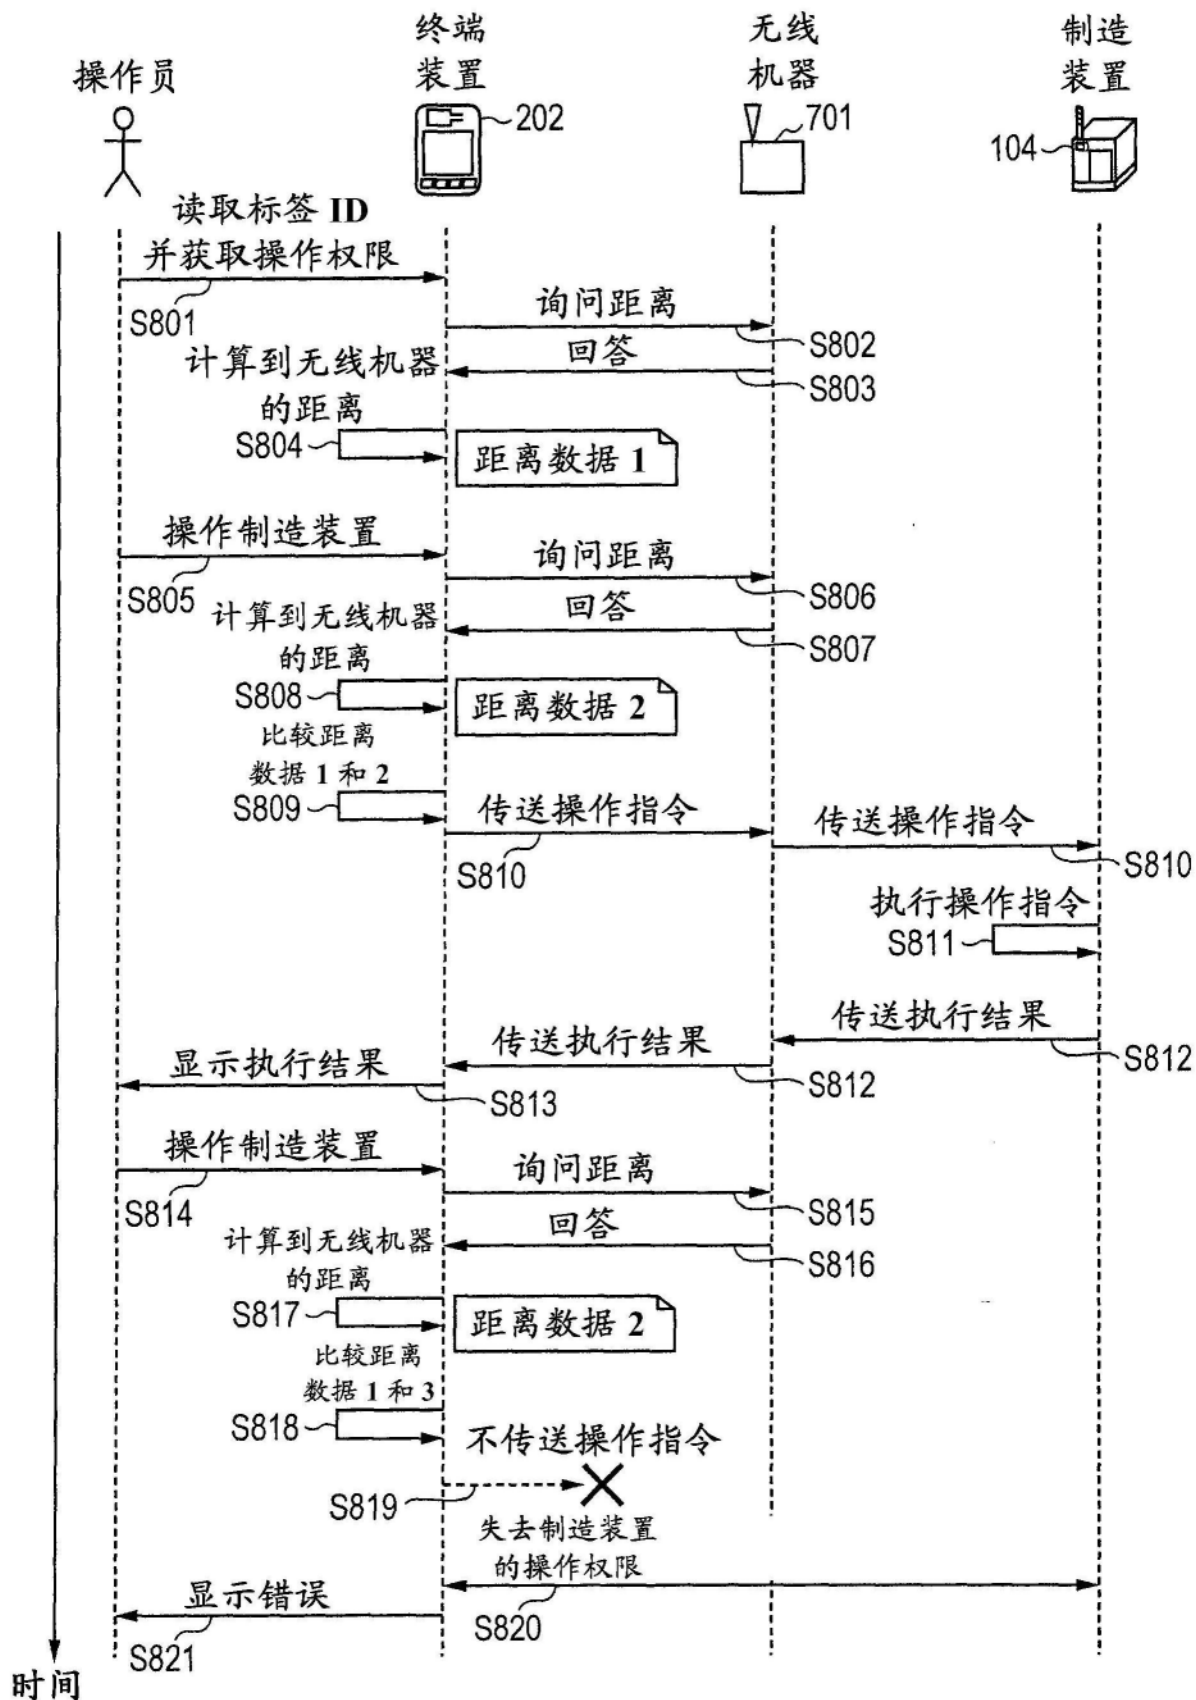 操作员
终端
装置
无线
机器
制造
装置
202
701
104
读取标签 ID
并获取操作权限
S801
询问距离
S802
回答
S803
计算到无线机器
的距离
S804
距离数据 1
操作制造装置
S805
询问距离
S806
回答
S807
计算到无线机器
的距离
S808
距离数据 2
比较距离
数据 1 和 2
S809
传送操作指令
S810
传送操作指令
S810
执行操作指令
S811
传送执行结果
S812
传送执行结果
S812
显示执行结果
S813
操作制造装置
S814
询问距离
S815
回答
S816
计算到无线机器
的距离
S817
距离数据 2
比较距离
数据 1 和 3
S818
不传送操作指令
S819
失去制造装置
的操作权限
S820
显示错误
S821
时间